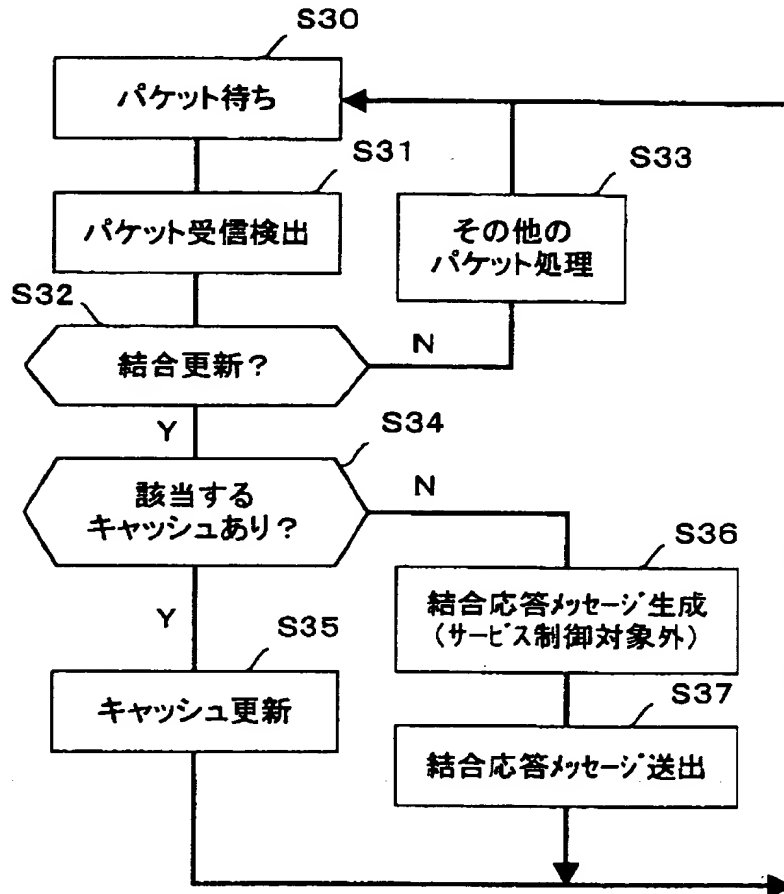 S30
パケット待ち
S31
パケット受信検出
S33
その他の
パケット処理
S32
結合更新?
N
Y
S34
該当する
キャッシュあり?
N
Y
S36
結合応答メッセージ生成
(サービス制御対象外)
S35
キャッシュ更新
S37
結合応答メッセージ送出